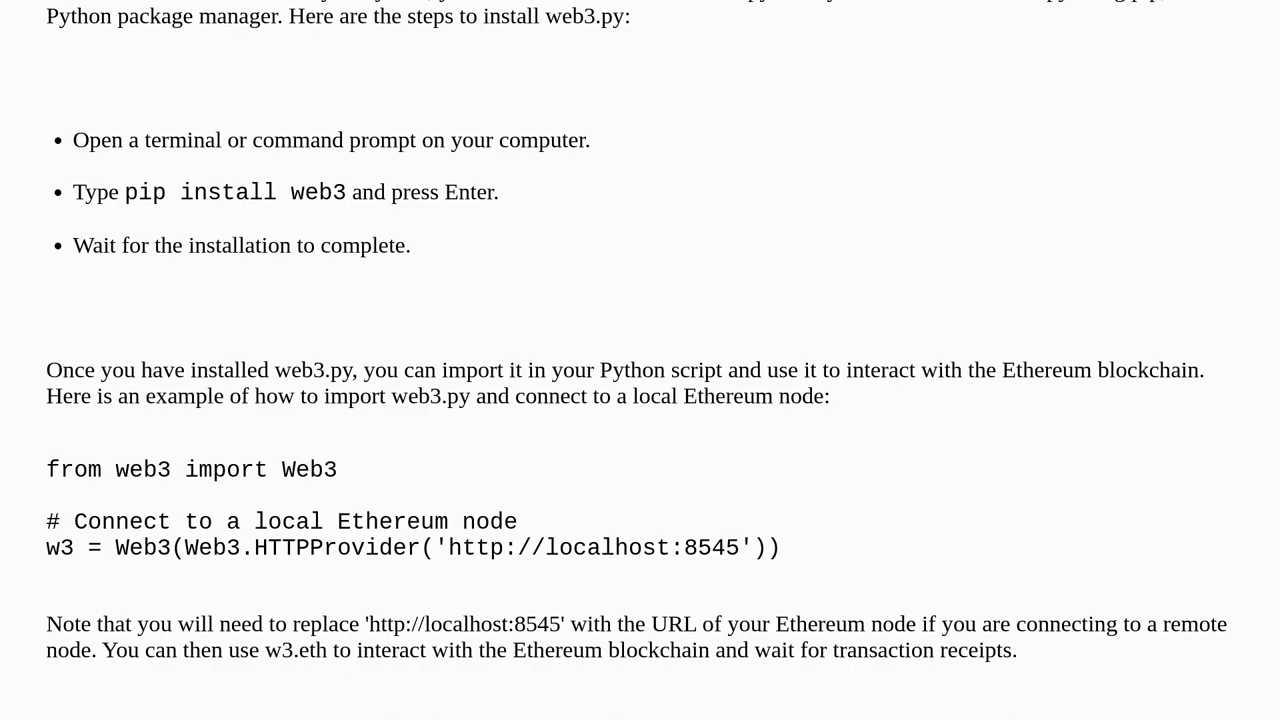 Python package manager. Here are the steps to install web3.py:
• Open a terminal or command prompt on your computer.
• Type pip install web3 and press Enter.
• Wait for the installation to complete.
Once you have installed web3.py, you can import it in your Python script and use it to interact with the Ethereum blockchain.
Here is an example of how to import web3.py and connect to a local Ethereum node:
from web3 import Web3
# Connect to a local Ethereum node
w3 = Web3(Web3.HTTPProvider('http://localhost:8545'))
Note that you will need to replace 'http://localhost:8545' with the URL of your Ethereum node if you are connecting to a remote
node. You can then use w3.eth to interact with the Ethereum blockchain and wait for transaction receipts.